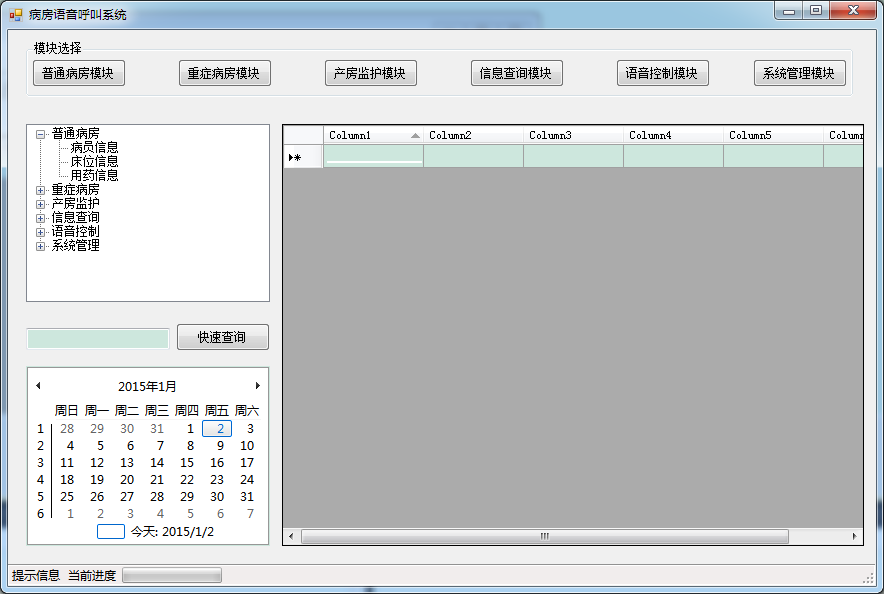 病房语音呼叫系统
模块选择
普通病房模块 重症病房模块 产房监护模块 信息查询模块 语音控制模块 系统管理模块
普通病房
病员信息
床位信息
用药信息
重症病房
产房监护
信息查询
语音控制
系统管理
Column1 Column2 Column3 Column4 Column5 Column
快速查询
2015年1月
周日 周一 周二 周三 周四 周五 周六
1 28 29 30 31 1 2 3
2 4 5 6 7 8 9 10
3 11 12 13 14 15 16 17
4 18 19 20 21 22 23 24
5 25 26 27 28 29 30 31
6 1 2 3 4 5 6 7
今天: 2015/1/2
提示信息 当前进度